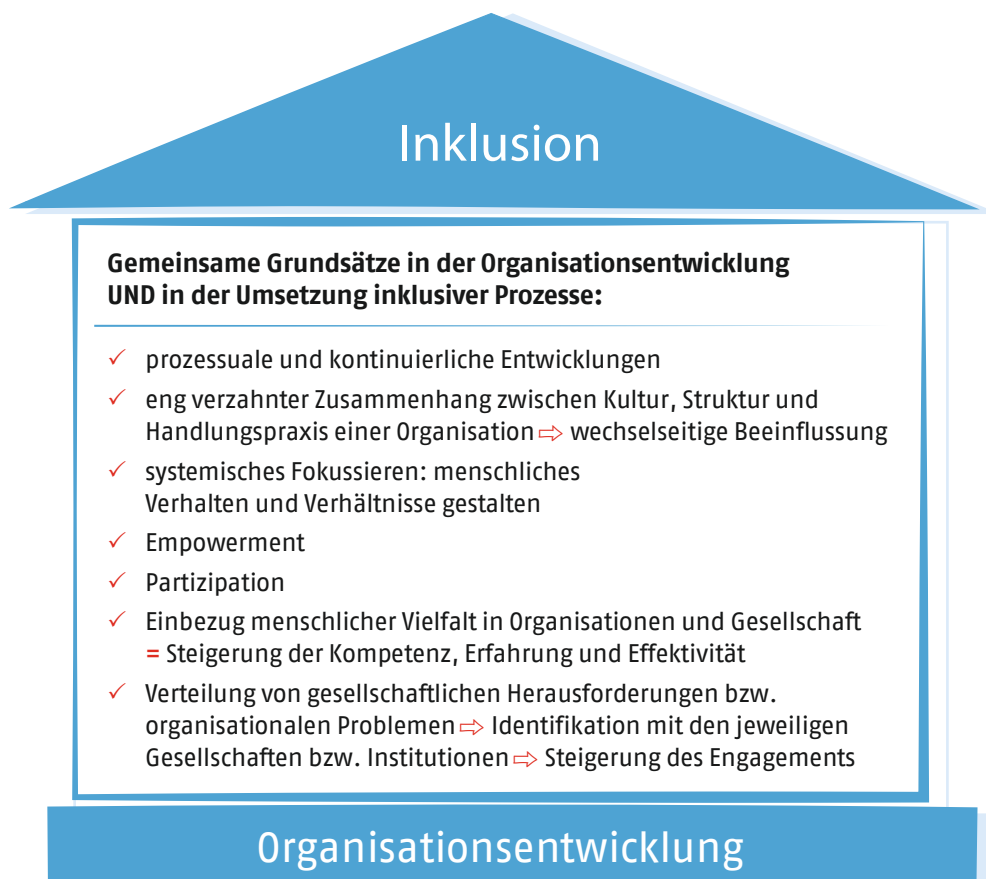 Inklusion
Gemeinsame Grundsätze in der Organisationsentwicklung
UND in der Umsetzung inklusiver Prozesse:
✓ prozessuale und kontinuierliche Entwicklungen
✓ eng verzahnter Zusammenhang zwischen Kultur, Struktur und
Handlungspraxis einer Organisation ⇨ wechselseitige Beeinflussung
✓ systemisches Fokussieren: menschliches
Verhalten und Verhältnisse gestalten
✓ Empowerment
✓ Partizipation
✓ Einbezug menschlicher Vielfalt in Organisationen und Gesellschaft
= Steigerung der Kompetenz, Erfahrung und Effektivität
✓ Verteilung von gesellschaftlichen Herausforderungen bzw.
organisationalen Problemen ⇨ Identifikation mit den jeweiligen
Gesellschaften bzw. Institutionen ⇨ Steigerung des Engagements
Organisationsentwicklung